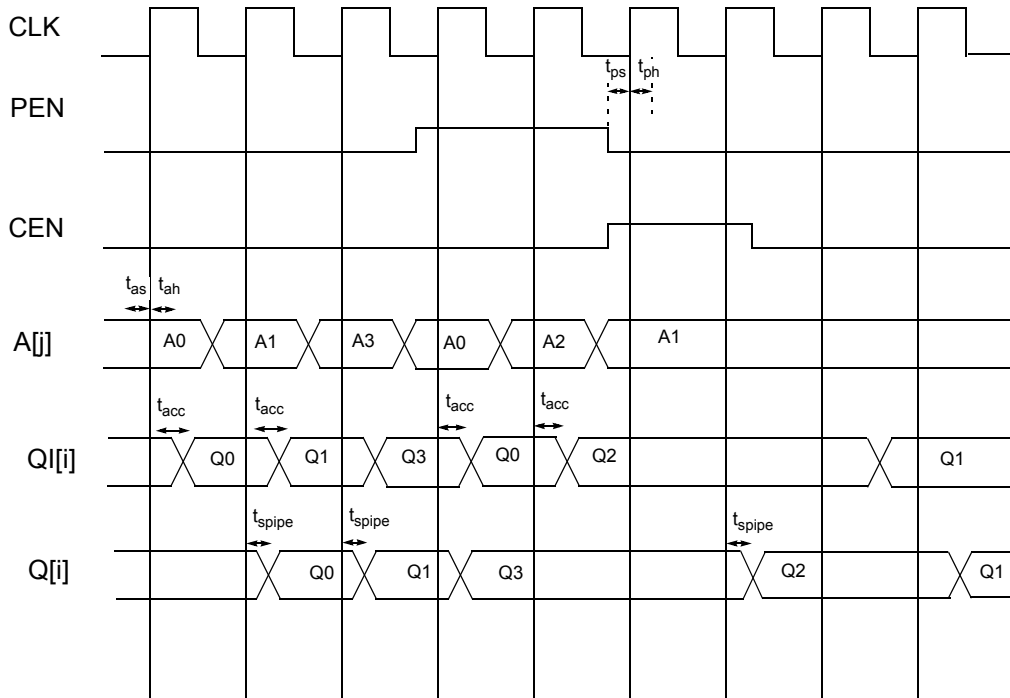 CLK
t_ps t_ph
PEN
CEN
t_as t_ah
A[j] A0 A1 A3 A0 A2 A1
t_acc t_acc t_acc t_acc
QI[i] Q0 Q1 Q3 Q0 Q2 Q1
t_spipe t_spipe t_spipe
Q[i] Q0 Q1 Q3 Q2 Q1